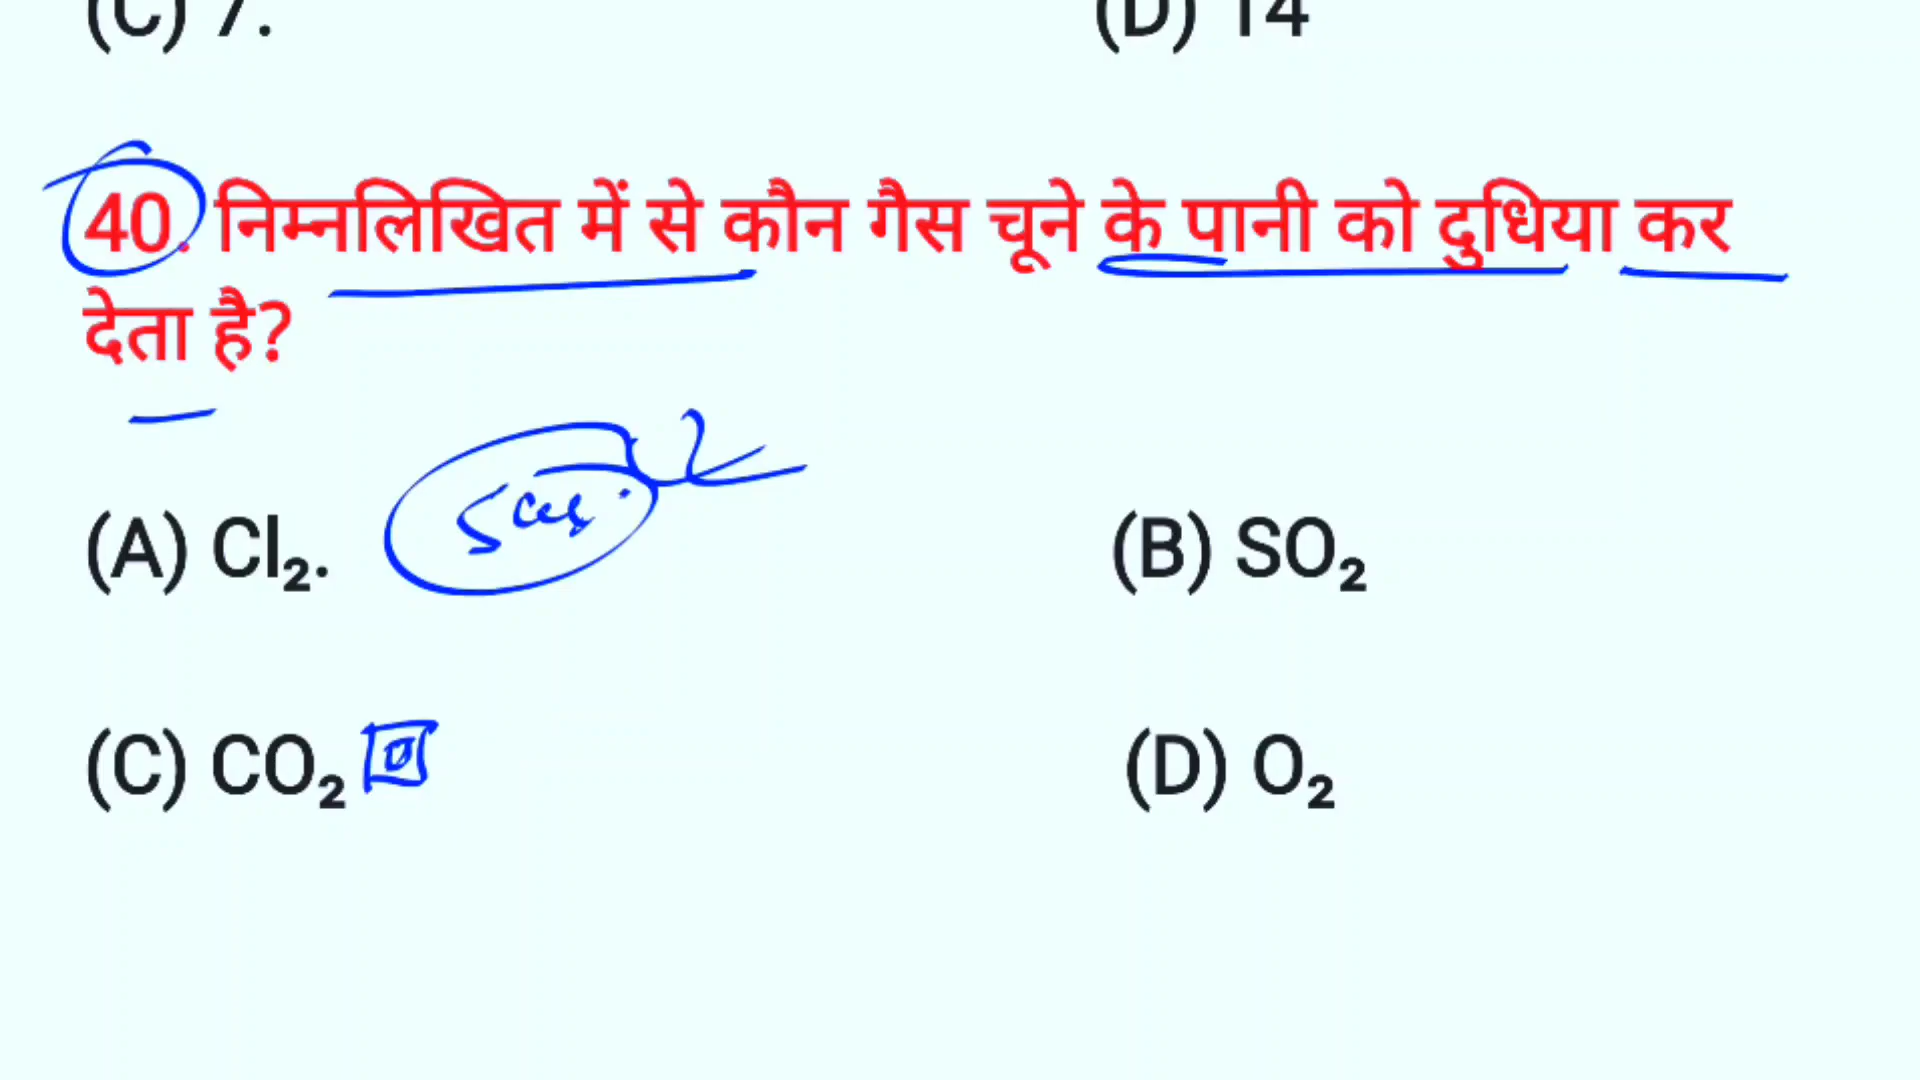 (C) 7.
(D) 14
40. निम्नलिखित में से कौन गैस चूने के पानी को दुधिया कर
देता है?
(A) Cl₂.
(B) SO₂
(C) CO₂
(D) O₂